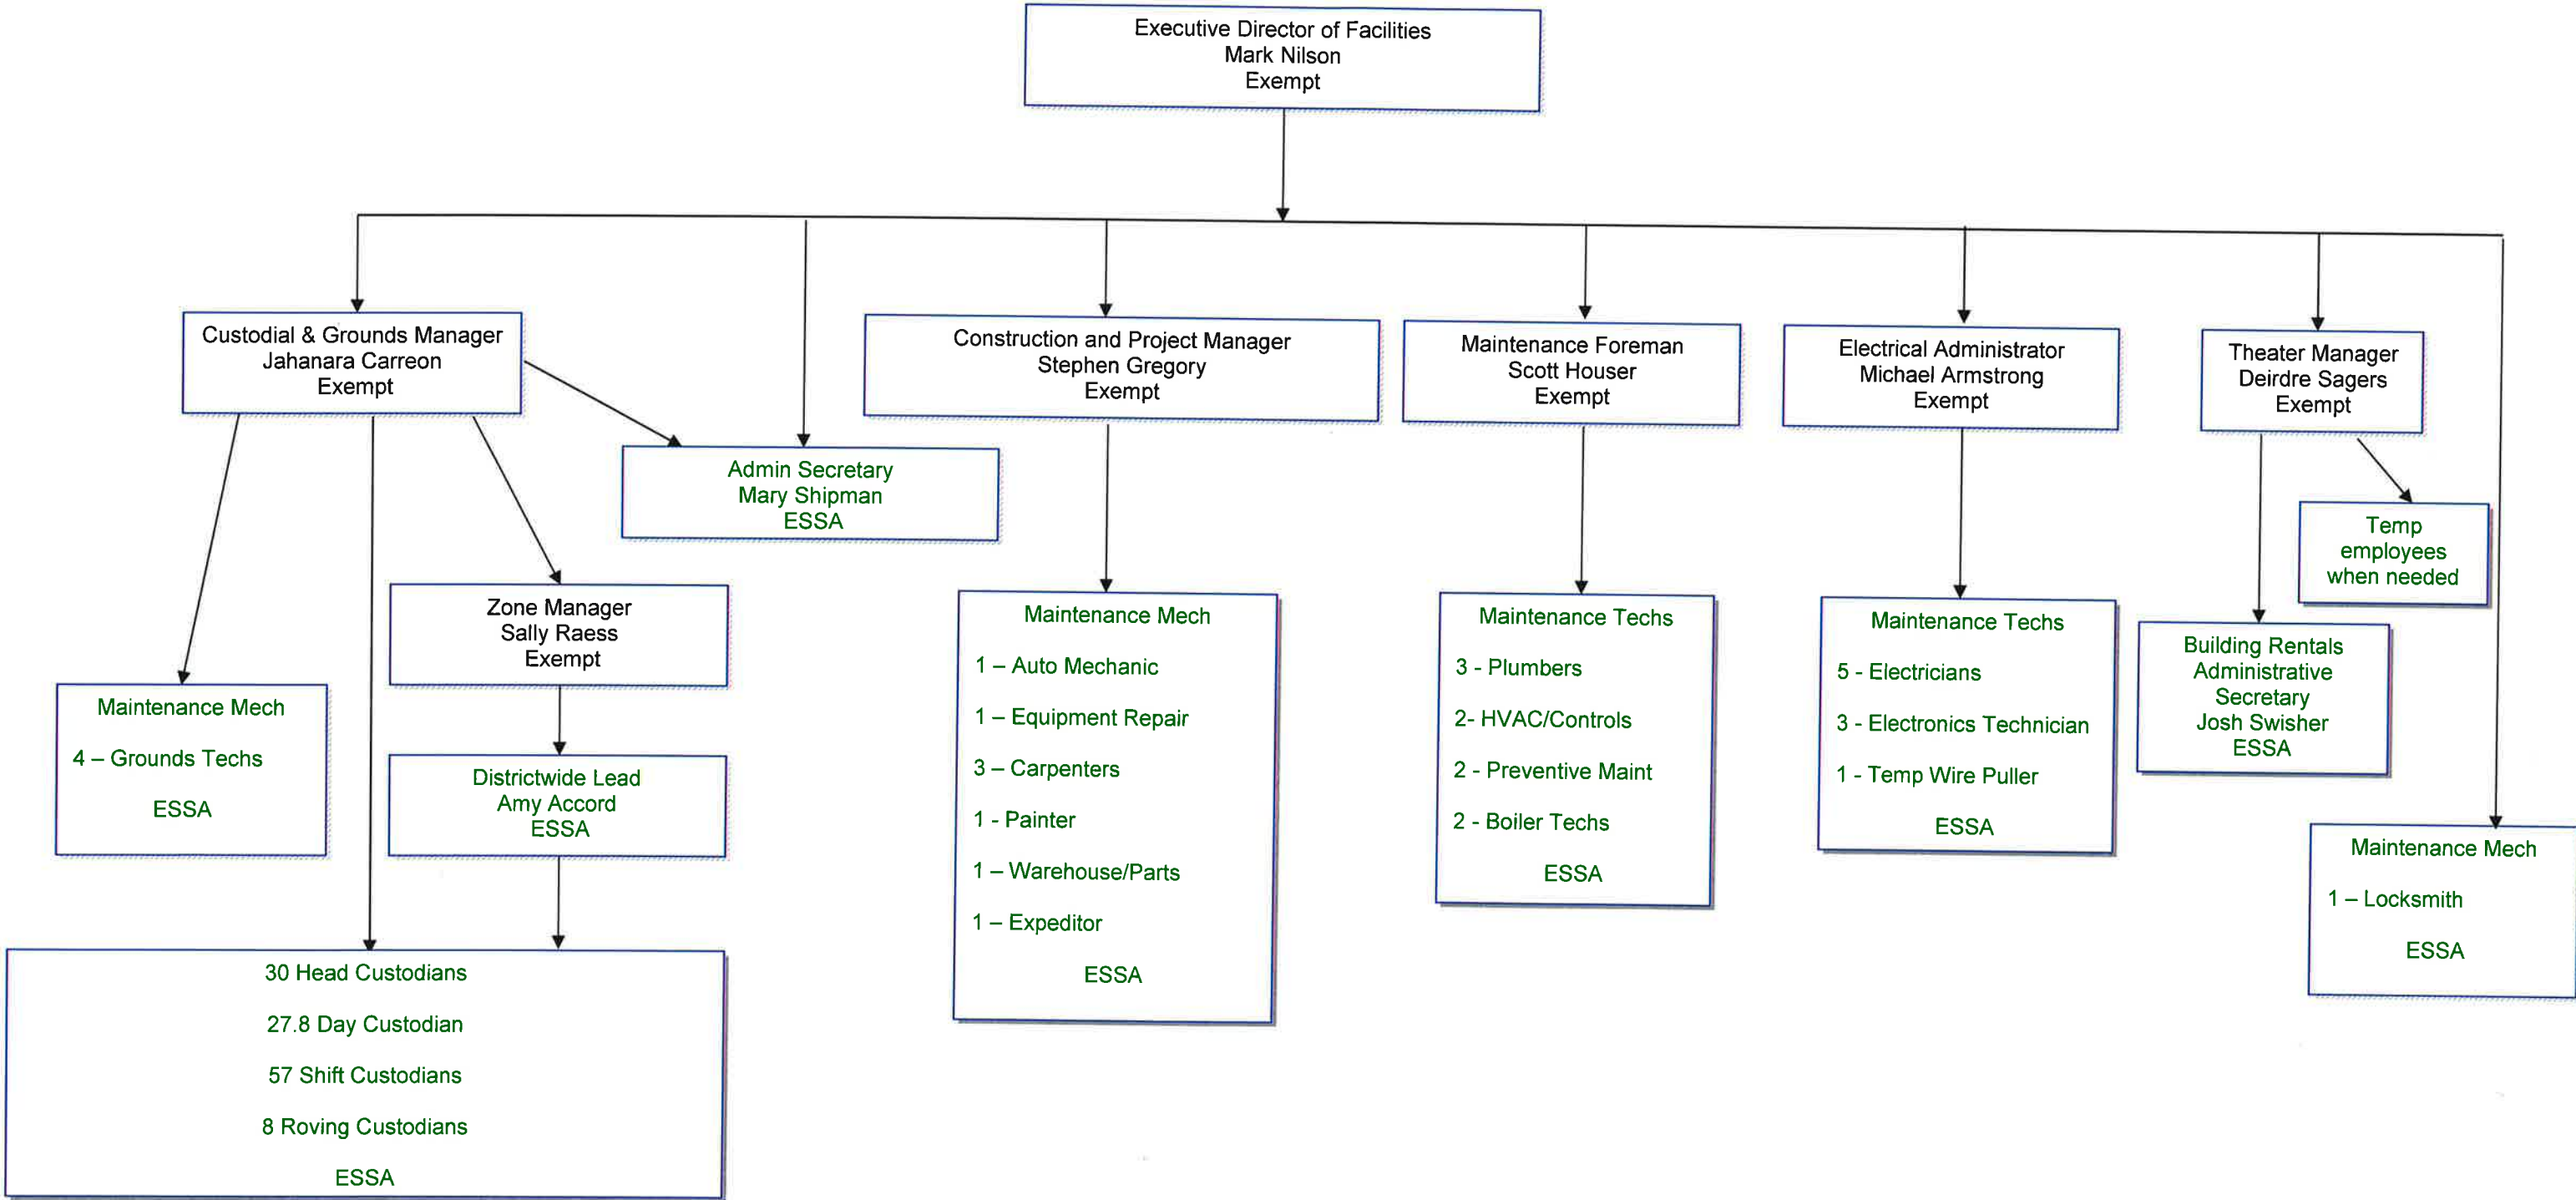 Executive Director of Facilities
Mark Nilson
Exempt
Custodial & Grounds Manager
Jahanara Carreon
Exempt
Construction and Project Manager
Stephen Gregory
Exempt
Maintenance Foreman
Scott Houser
Exempt
Electrical Administrator
Michael Armstrong
Exempt
Theater Manager
Deirdre Sagers
Exempt
Admin Secretary
Mary Shipman
ESSA
Temp
employees
when needed
Zone Manager
Sally Raess
Exempt
Maintenance Mech
1 – Auto Mechanic
1 – Equipment Repair
3 – Carpenters
1 - Painter
1 – Warehouse/Parts
1 – Expeditor
ESSA
Maintenance Techs
3 - Plumbers
2- HVAC/Controls
2 - Preventive Maint
2 - Boiler Techs
ESSA
Maintenance Techs
5 - Electricians
3 - Electronics Technician
1 - Temp Wire Puller
ESSA
Building Rentals
Administrative
Secretary
Josh Swisher
ESSA
Maintenance Mech
4 – Grounds Techs
ESSA
Districtwide Lead
Amy Accord
ESSA
Maintenance Mech
1 – Locksmith
ESSA
30 Head Custodians
27.8 Day Custodian
57 Shift Custodians
8 Roving Custodians
ESSA